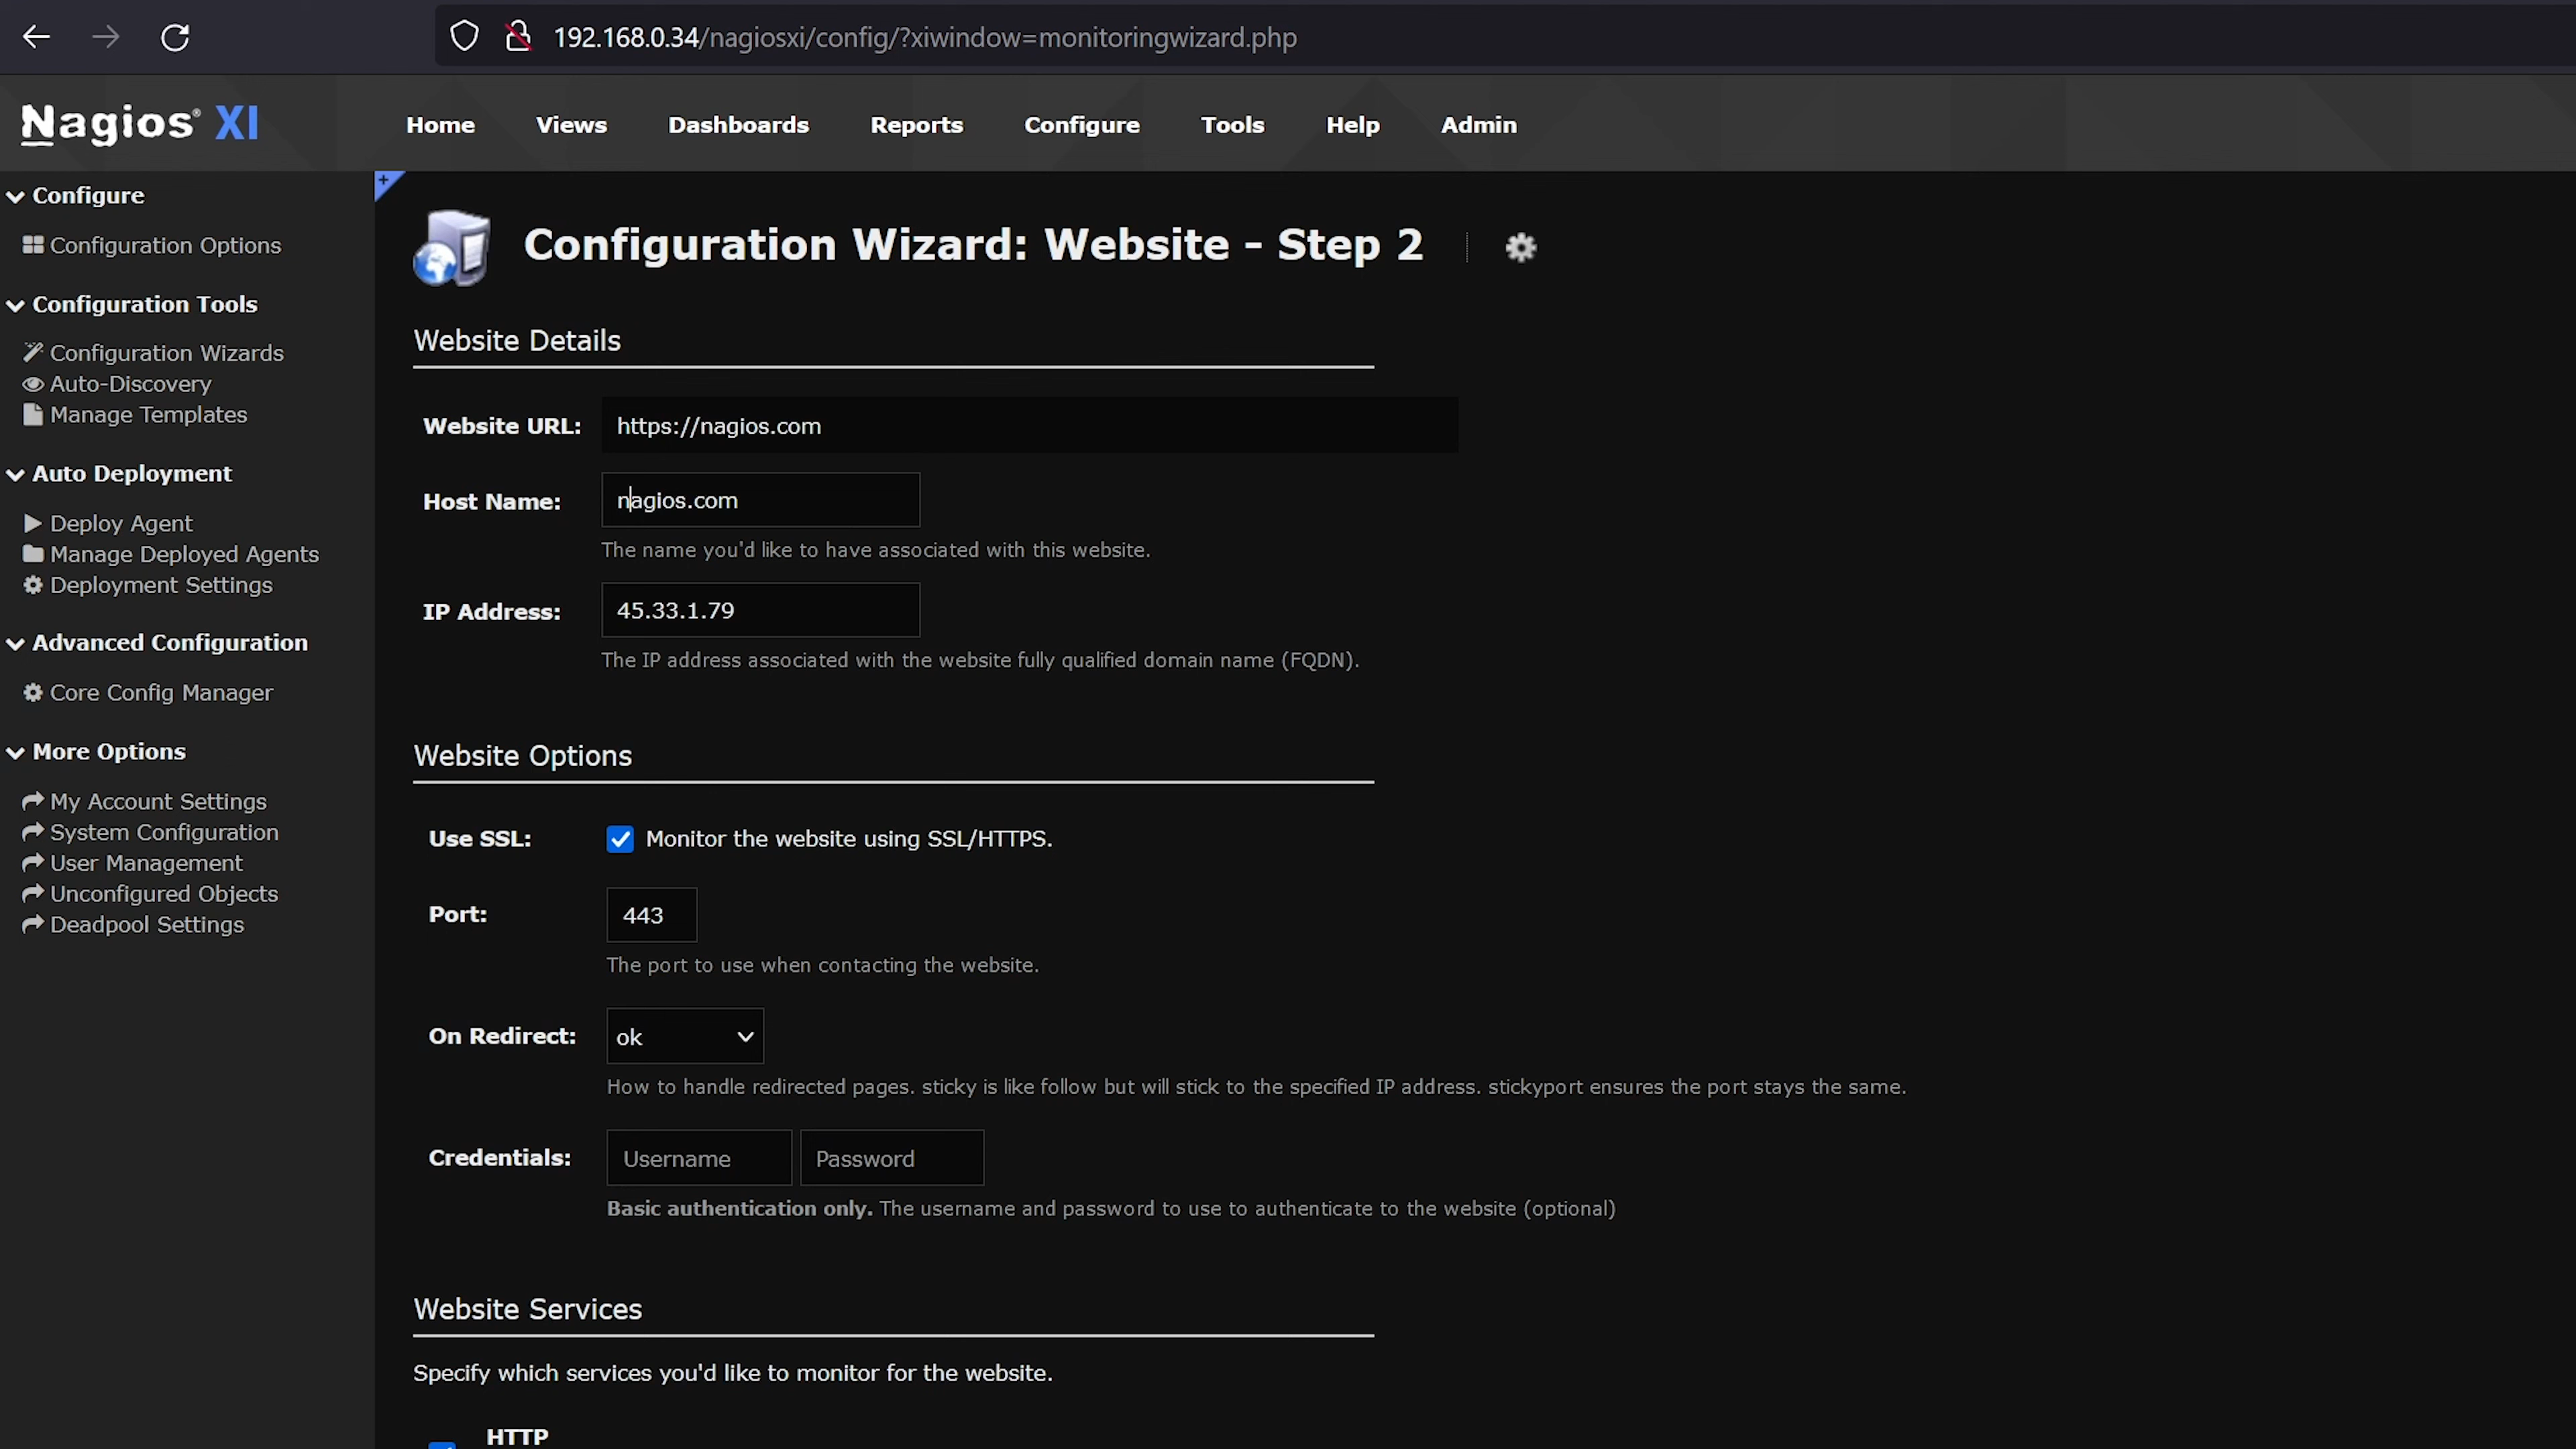 192.168.0.34/nagiosxi/config/?xiwindow=monitoringwizard.php
Nagios® XI
Home Views Dashboards Reports Configure Tools Help Admin
Configure
Configuration Options
Configuration Tools
Configuration Wizards
Auto-Discovery
Manage Templates
Auto Deployment
Deploy Agent
Manage Deployed Agents
Deployment Settings
Advanced Configuration
Core Config Manager
More Options
My Account Settings
System Configuration
User Management
Unconfigured Objects
Deadpool Settings
Configuration Wizard: Website - Step 2
Website Details
Website URL: https://nagios.com
Host Name: nagios.com
The name you'd like to have associated with this website.
IP Address: 45.33.1.79
The IP address associated with the website fully qualified domain name (FQDN).
Website Options
Use SSL: Monitor the website using SSL/HTTPS.
Port: 443
The port to use when contacting the website.
On Redirect: ok
How to handle redirected pages. sticky is like follow but will stick to the specified IP address. stickyport ensures the port stays the same.
Credentials: Username Password
Basic authentication only. The username and password to use to authenticate to the website (optional)
Website Services
Specify which services you'd like to monitor for the website.
HTTP